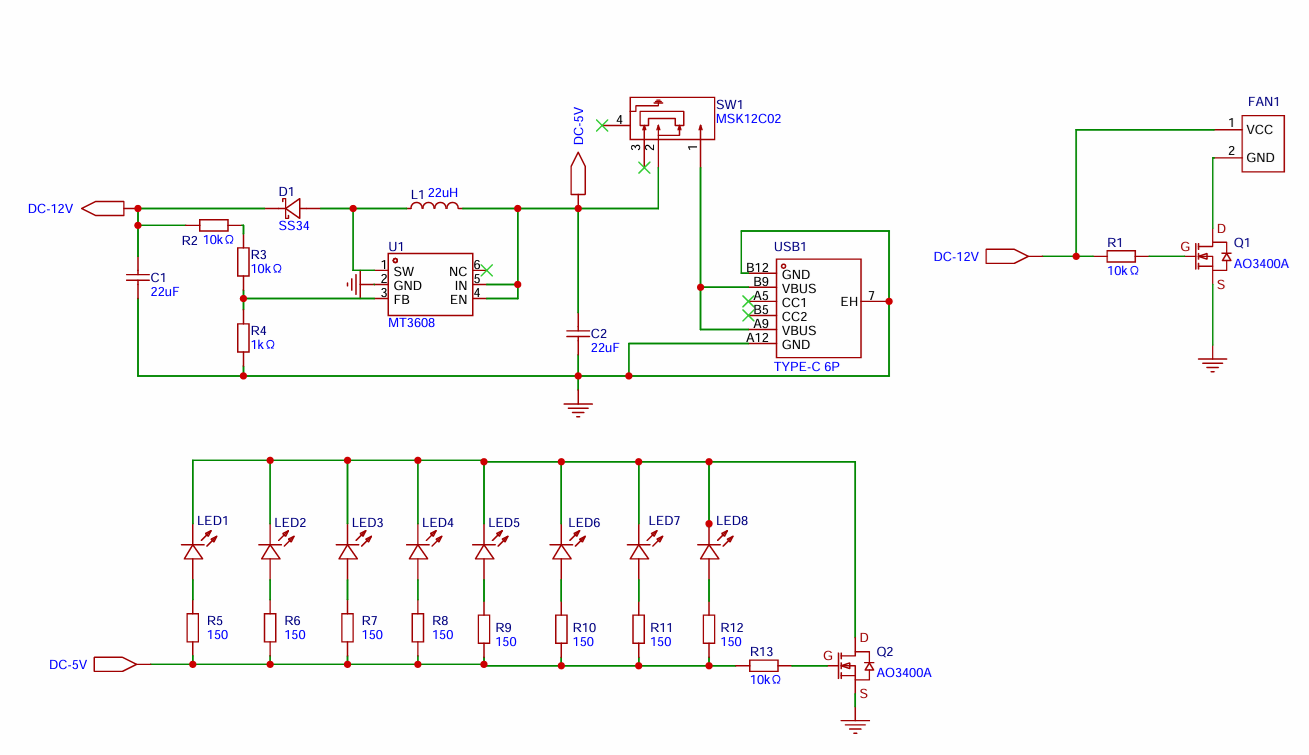 SW1
MSK12C02
4
3
2
1
DC-5V
DC-12V
D1
SS34
L1 22uH
R2 10kΩ
R3
10kΩ
C1
22uF
R4
1kΩ
U1
1 SW NC 6
2 GND IN 5
3 FB EN 4
MT3608
C2
22uF
USB1
B12 GND
B9 VBUS
A5 CC1 EH 7
B5 CC2
A9 VBUS
A12 GND
TYPE-C 6P
FAN1
1 VCC
2 GND
DC-12V
R1
10kΩ
D
G
S
Q1
AO3400A
LED1 LED2 LED3 LED4 LED5 LED6 LED7 LED8
R5 R6 R7 R8 R9 R10 R11 R12
150 150 150 150 150 150 150 150
DC-5V
R13
10kΩ
D
G
S
Q2
AO3400A